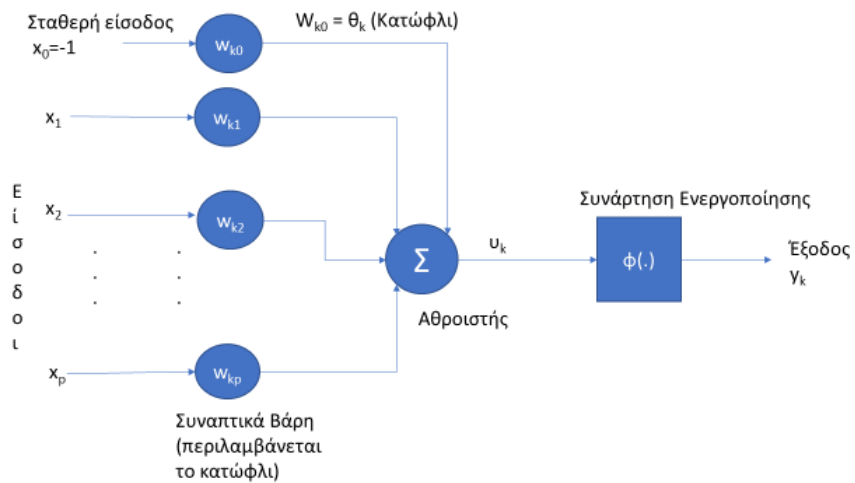 Σταθερή είσοδος
x0=-1
wk0
Wk0 = θk (Κατώφλι)
x1
wk1
Είσοδοι
x2
wk2
Σ
Αθροιστής
υk
Συνάρτηση Ενεργοποίησης
φ(.)
Έξοδος
yk
xp
wkp
Συναπτικά Βάρη
(περιλαμβάνεται
το κατώφλι)